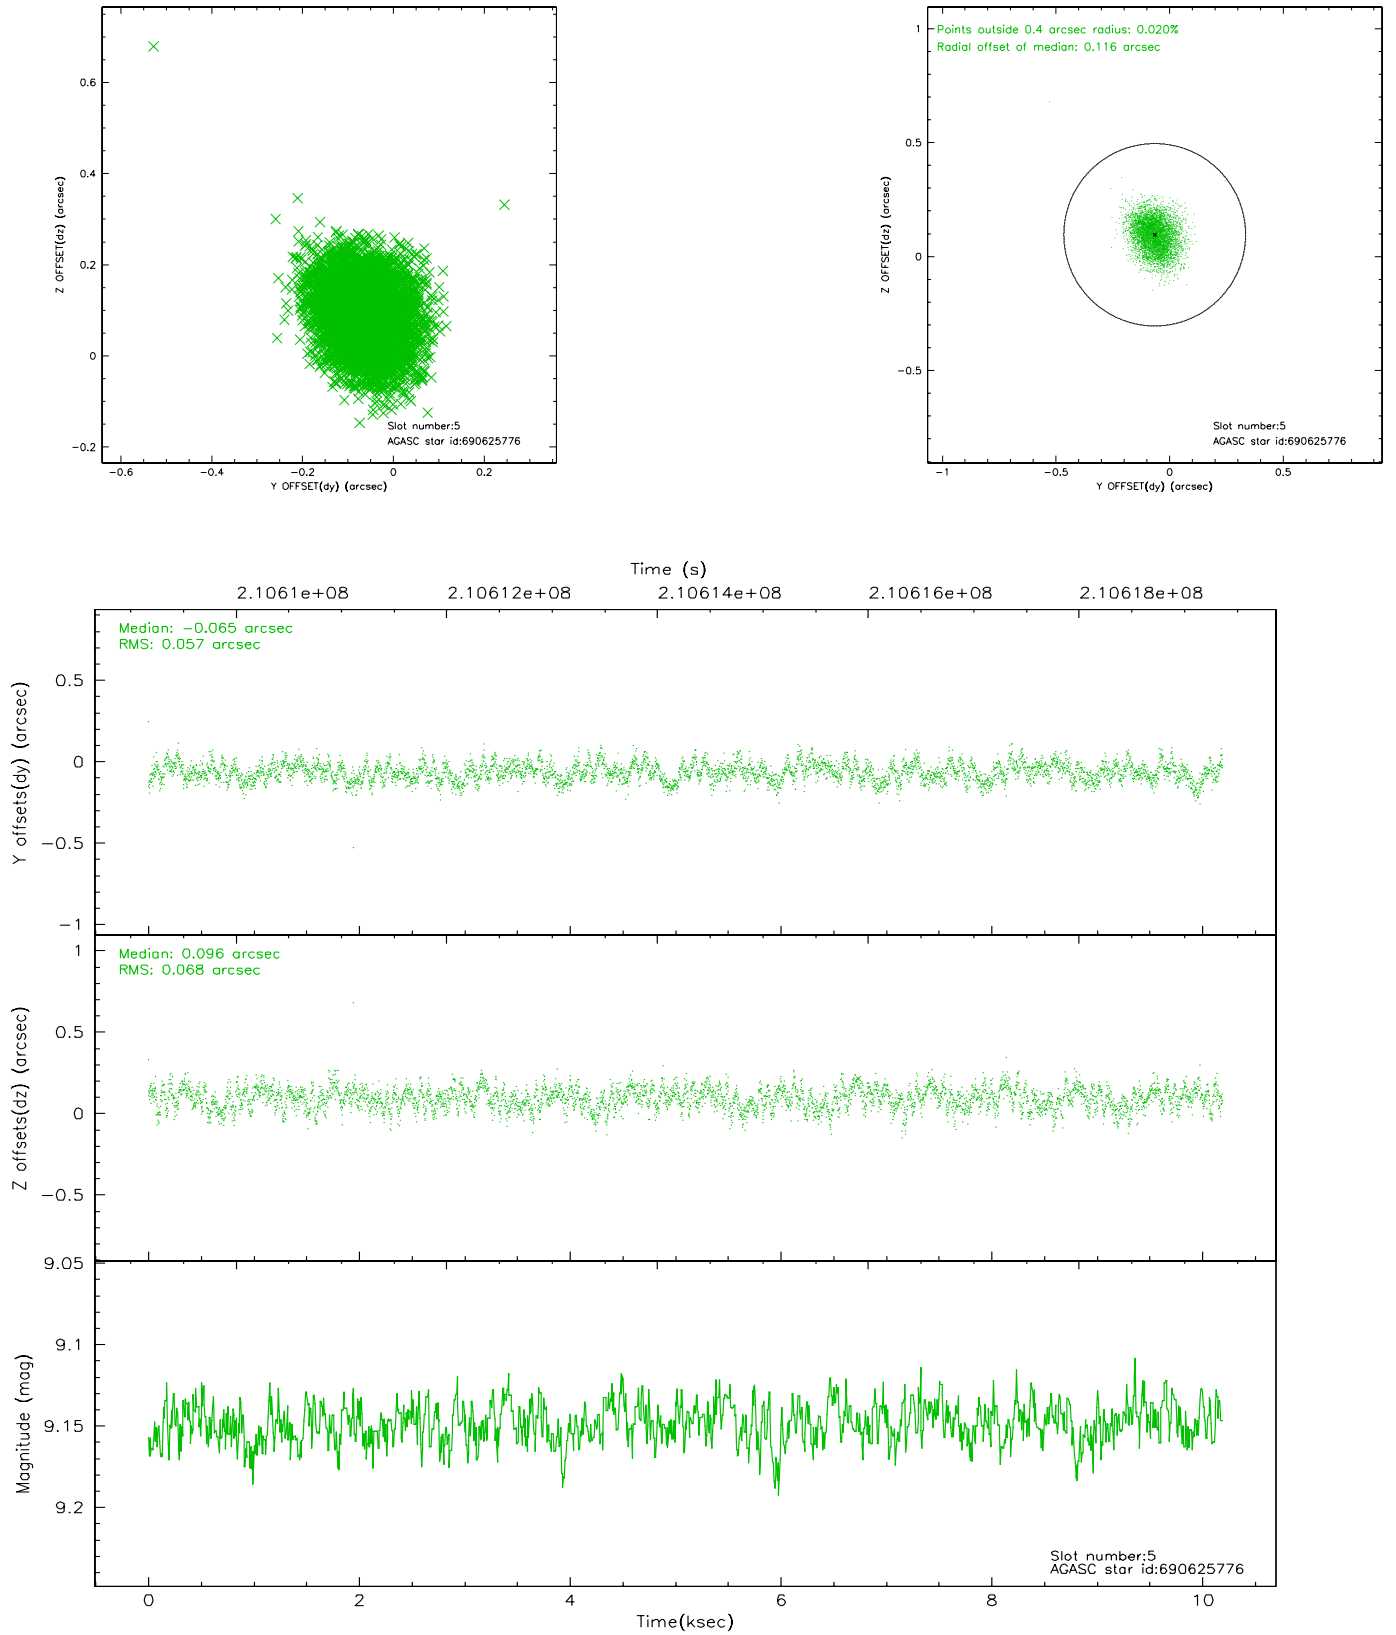 0.6
0.4
0.2
0
−0.2
Z OFFSET(dz) (arcsec)
Slot number:5
AGASC star id:690625776
−0.6 −0.4 −0.2 0 0.2
Y OFFSET(dy) (arcsec)
Points outside 0.4 arcsec radius: 0.020%
Radial offset of median: 0.116 arcsec
1
0.5
0
−0.5
Z OFFSET(dz) (arcsec)
Slot number:5
AGASC star id:690625776
−1 −0.5 0 0.5
Y OFFSET(dy) (arcsec)
Time (s)
2.1061e+08 2.10612e+08 2.10614e+08 2.10616e+08 2.10618e+08
Median: −0.065 arcsec
RMS: 0.057 arcsec
0.5
0
−0.5
−1
Y offsets(dy) (arcsec)
Median: 0.096 arcsec
RMS: 0.068 arcsec
1
0.5
0
−0.5
Z offsets(dz) (arcsec)
9.05
9.1
9.15
9.2
Magnitude (mag)
Slot number:5
AGASC star id:690625776
0 2 4 6 8 10
Time(ksec)